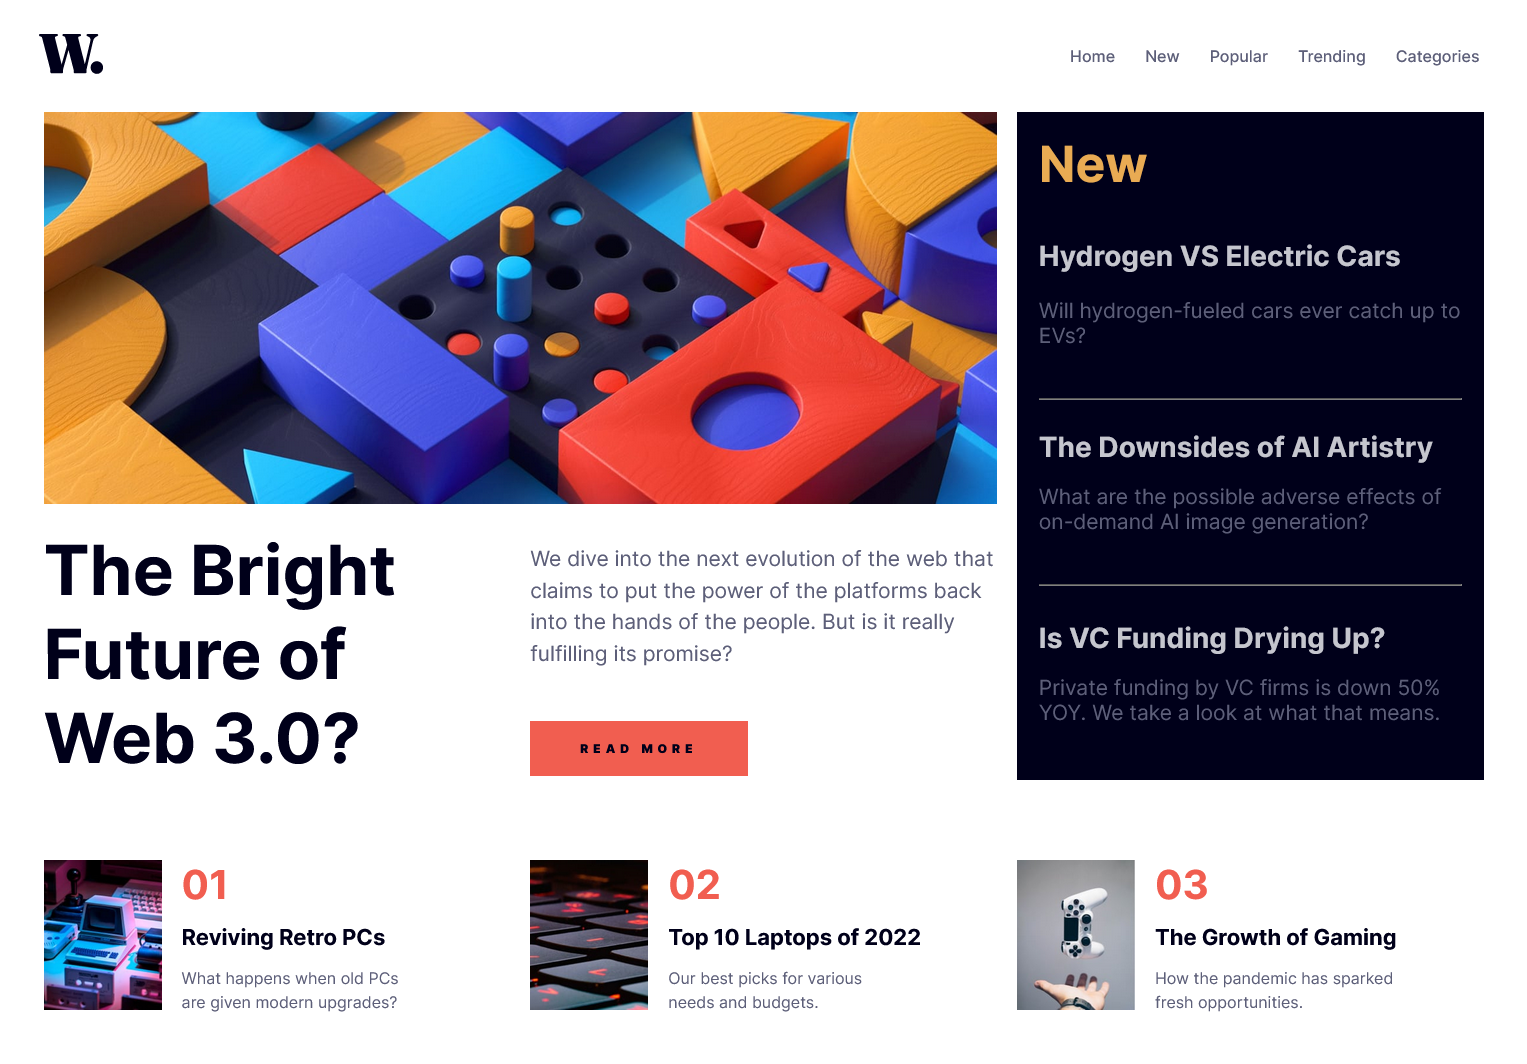 W.
Home New Popular Trending Categories
The Bright
Future of
Web 3.0?
We dive into the next evolution of the web that
claims to put the power of the platforms back
into the hands of the people. But is it really
fulfilling its promise?
READ MORE
New
Hydrogen VS Electric Cars
Will hydrogen-fueled cars ever catch up to
EVs?
The Downsides of AI Artistry
What are the possible adverse effects of
on-demand AI image generation?
Is VC Funding Drying Up?
Private funding by VC firms is down 50%
YOY. We take a look at what that means.
01
Reviving Retro PCs
What happens when old PCs
are given modern upgrades?
02
Top 10 Laptops of 2022
Our best picks for various
needs and budgets.
03
The Growth of Gaming
How the pandemic has sparked
fresh opportunities.